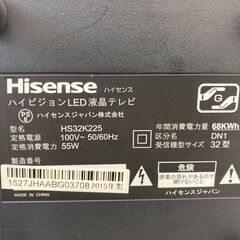 Hisense ハイセンス
ハイビジョンLED液晶テレビ
PS
ハイセンスジャパン株式会社
G
型名 HS32K225
定格電源 100V~ 50/60Hz
定格電力 55W
年間消費電力量 68KWh
区分名 DN1
受信機型サイズ 32型
製造番号
1527JHAABG03708 2015年製
MADE IN CHINA
危険
ハイセンスジャパン